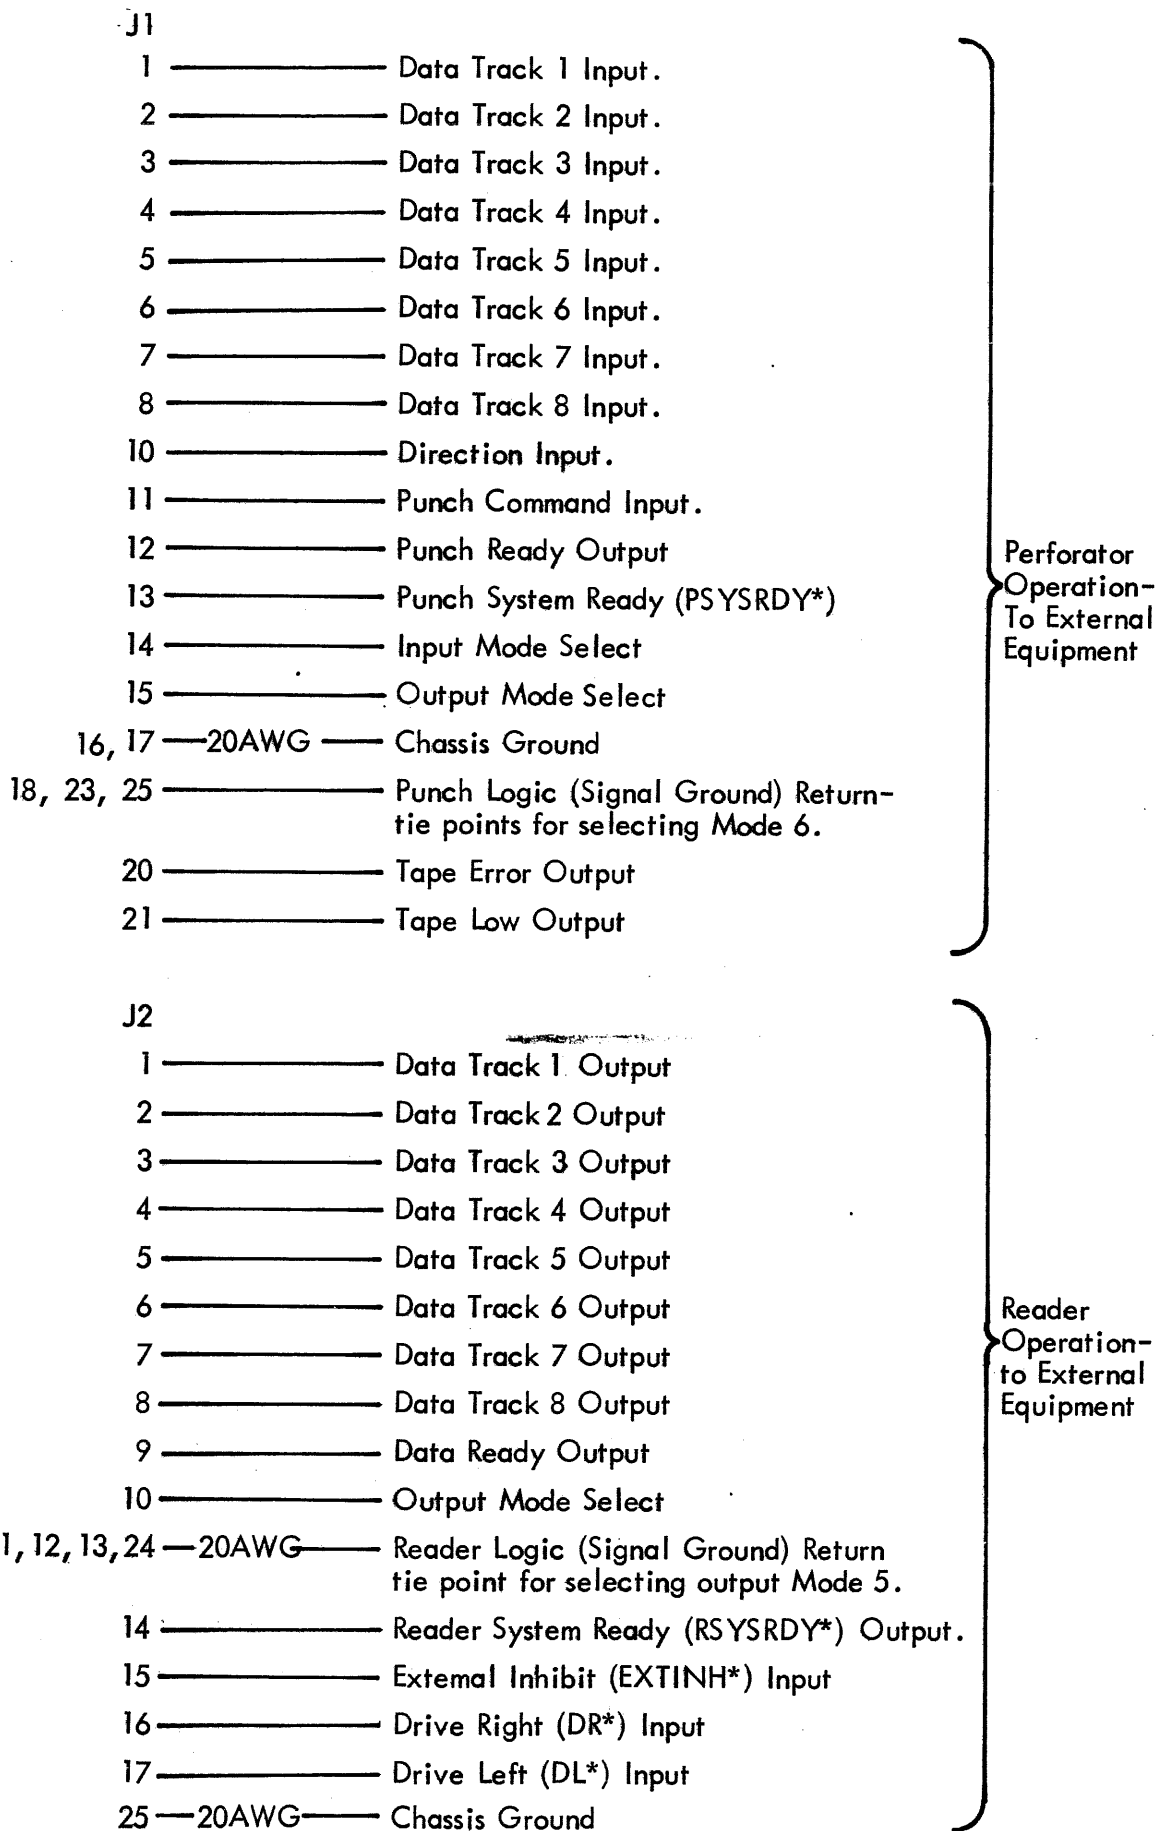 J1
1 Data Track 1 Input.
2 Data Track 2 Input.
3 Data Track 3 Input.
4 Data Track 4 Input.
5 Data Track 5 Input.
6 Data Track 6 Input.
7 Data Track 7 Input.
8 Data Track 8 Input.
10 Direction Input.
11 Punch Command Input.
12 Punch Ready Output
13 Punch System Ready (PSYSRDY*)
14 Input Mode Select
15 Output Mode Select
16, 17 20AWG Chassis Ground
18, 23, 25 Punch Logic (Signal Ground) Return-
tie points for selecting Mode 6.
20 Tape Error Output
21 Tape Low Output
Perforator
Operation-
To External
Equipment
J2
1 Data Track 1 Output
2 Data Track 2 Output
3 Data Track 3 Output
4 Data Track 4 Output
5 Data Track 5 Output
6 Data Track 6 Output
7 Data Track 7 Output
8 Data Track 8 Output
9 Data Ready Output
10 Output Mode Select
1, 12, 13, 24 20AWG Reader Logic (Signal Ground) Return
tie point for selecting output Mode 5.
14 Reader System Ready (RSYSRDY*) Output.
15 External Inhibit (EXTINH*) Input
16 Drive Right (DR*) Input
17 Drive Left (DL*) Input
25 20AWG Chassis Ground
Reader
Operation-
to External
Equipment